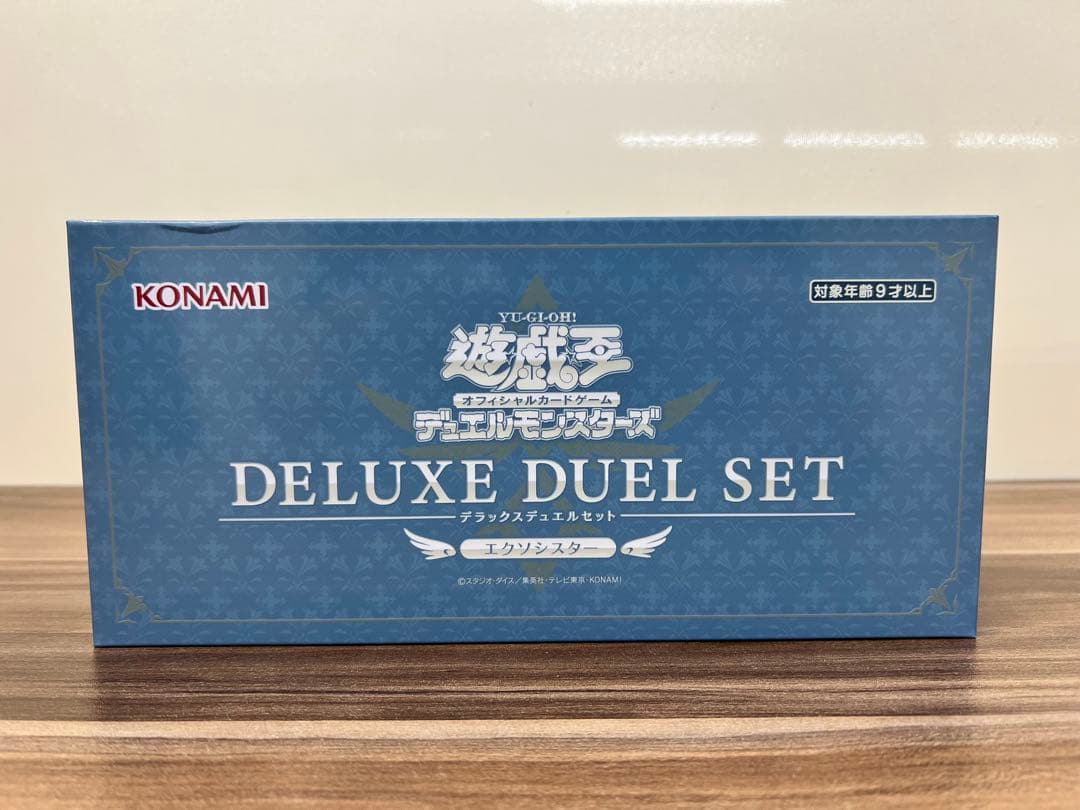 KONAMI
対象年齢9才以上
YU-GI-OH!
遊戯王
オフィシャルカードゲーム
デュエルモンスターズ
DELUXE DUEL SET
デラックスデュエルセット
エクソシスター
©スタジオ・ダイス／集英社・テレビ東京・KONAMI